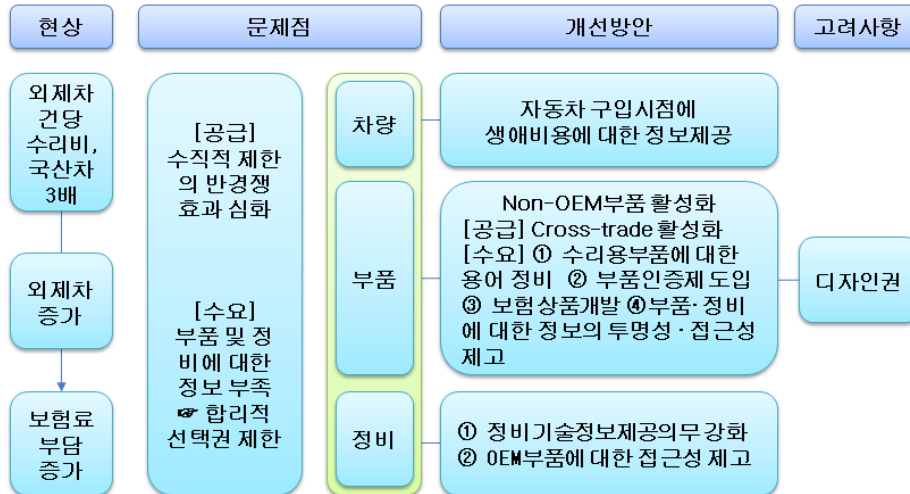 현상
문제점
개선방안
고려사항
외제차
건당
수리비,
국산차
3배
외제차
증가
보험료
부담
증가
[공급]
수직적 제한
의 반경쟁
효과 심화
[수요]
부품 및 정
비에 대한
정보 부족
☞ 합리적
선택권 제한
차량
자동차 구입시점에
생애비용에 대한 정보제공
부품
Non-OEM부품 활성화
[공급] Cross-trade 활성화
[수요] ① 수리용부품에 대한
용어 정비 ② 부품인증제 도입
③ 보험상품개발 ④부품·정비
에 대한 정보의 투명성·접근성
제고
디자인권
정비
① 정비기술정보제공의무강화
② OEM부품에 대한 접근성 제고